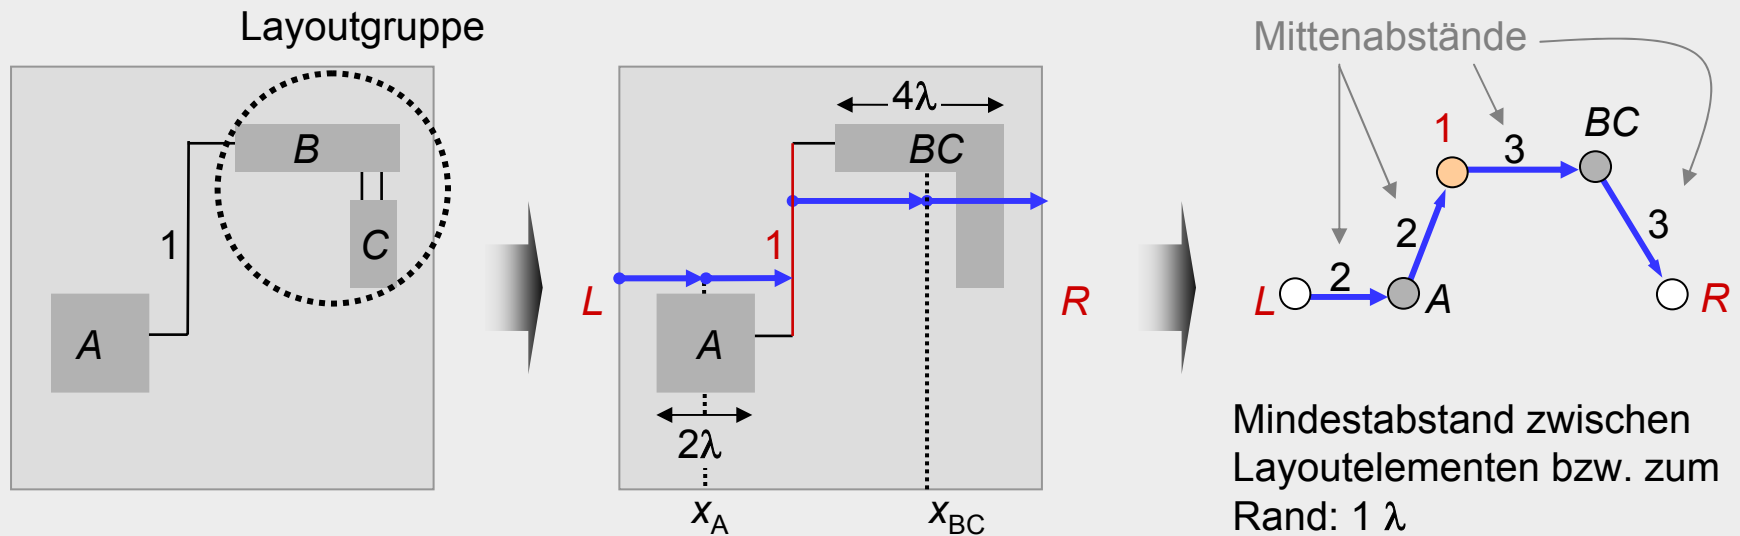 Layoutgruppe
B
C
1
A
4λ
BC
1
L
R
A
2λ
xA
xBC
Mittenabstände
1
BC
3
2
3
2
L
A
R
Mindestabstand zwischen
Layoutelementen bzw. zum
Rand: 1 λ